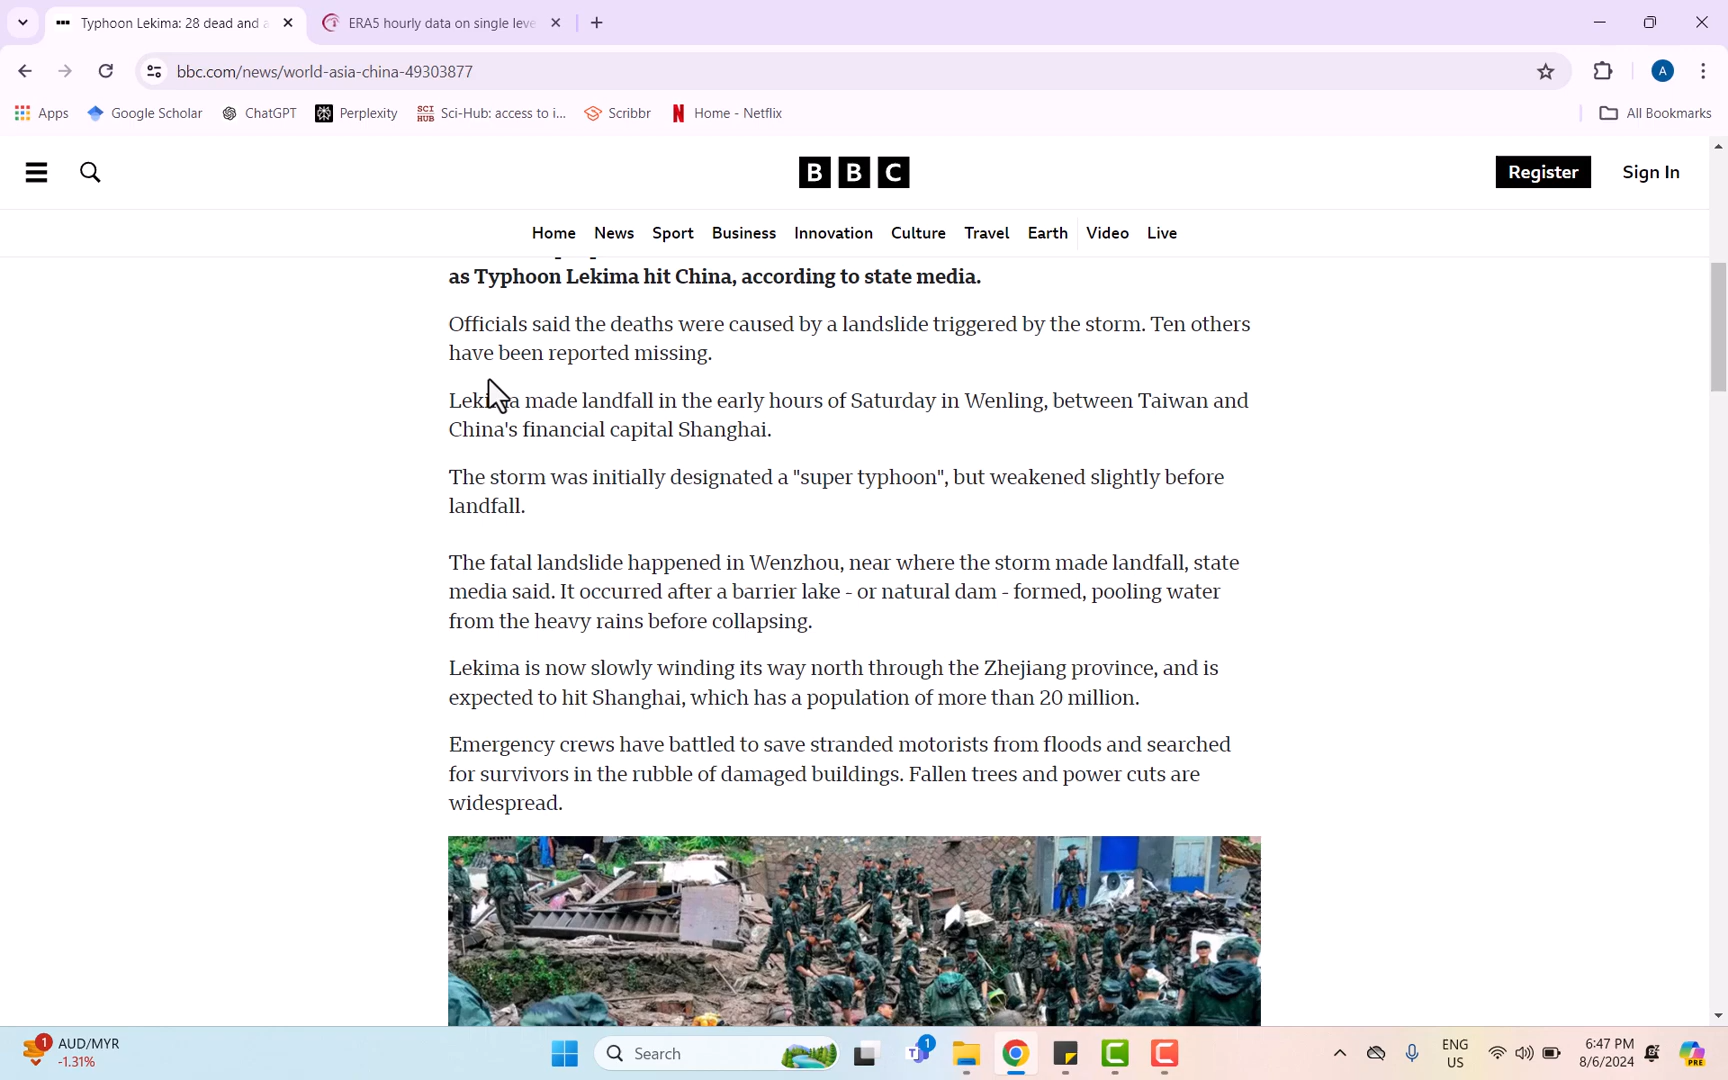 Typhoon Lekima: 28 dead and a
ERA5 hourly data on single leve
bbc.com/news/world-asia-china-49303877
A
Apps
Google Scholar
ChatGPT
Perplexity
SCI
HUB
Sci-Hub: access to i...
Scribbr
N
Home - Netflix
All Bookmarks
BBC
Register
Sign In
Home News Sport Business Innovation Culture Travel Earth Video Live
as Typhoon Lekima hit China, according to state media.
Officials said the deaths were caused by a landslide triggered by the storm. Ten others
have been reported missing.
Lekima made landfall in the early hours of Saturday in Wenling, between Taiwan and
China's financial capital Shanghai.
The storm was initially designated a "super typhoon", but weakened slightly before
landfall.
The fatal landslide happened in Wenzhou, near where the storm made landfall, state
media said. It occurred after a barrier lake - or natural dam - formed, pooling water
from the heavy rains before collapsing.
Lekima is now slowly winding its way north through the Zhejiang province, and is
expected to hit Shanghai, which has a population of more than 20 million.
Emergency crews have battled to save stranded motorists from floods and searched
for survivors in the rubble of damaged buildings. Fallen trees and power cuts are
widespread.
1
AUD/MYR
-1.31%
Search
1
ENG
US
6:47 PM
8/6/2024
PRE